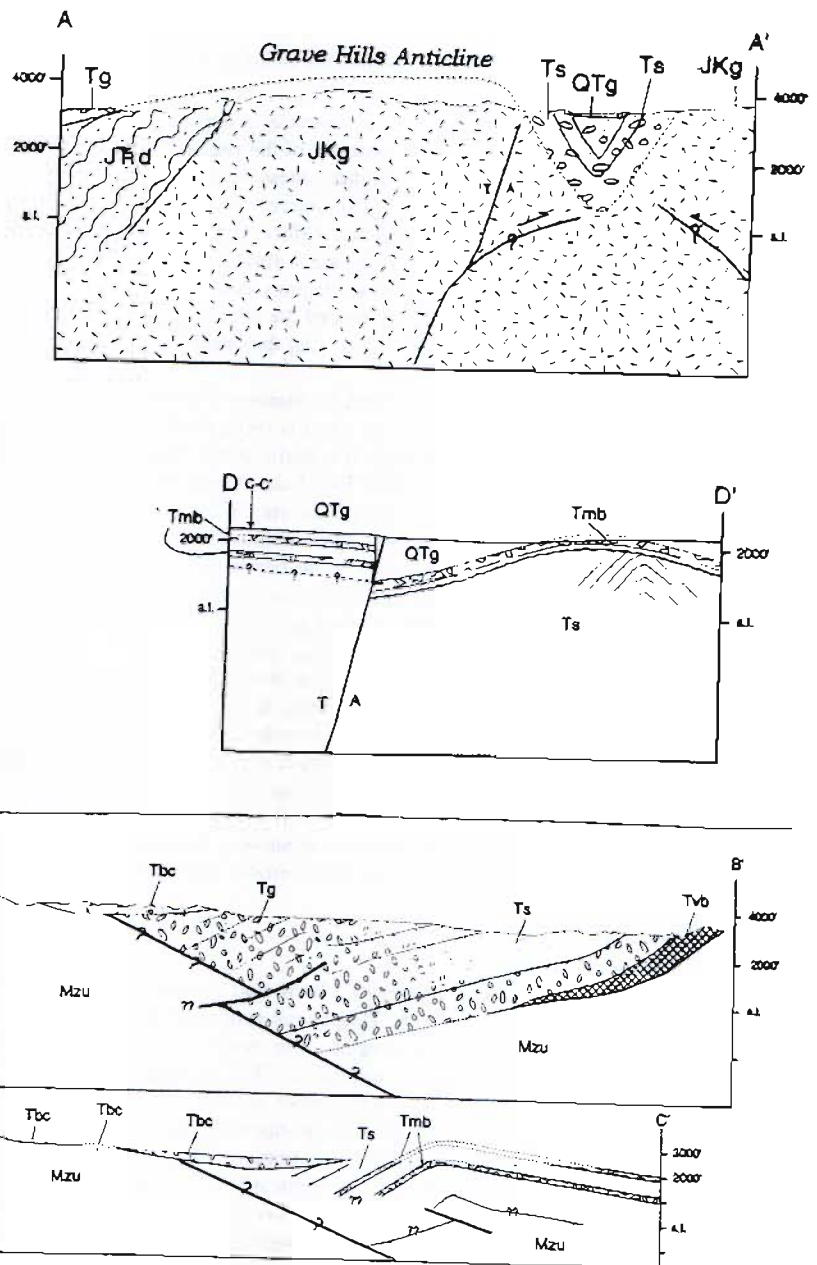 A
Grave Hills Anticline
A'
4000'
Tg
Ts
QTg
Ts
JKg
4000'
2000'
JTRd
JKg
2000'
s.l.
T A
?
?
s.l.
D C-C'
QTg
Tmb
D'
Tmb
2000'
QTg
2000'
? ? ?
s.l.
Ts
s.l.
T A
B'
Tbc
Tg
Ts
Tvb
4000'
?
?
2000'
Mzu
??
s.l.
??
Mzu
?
Tbc
Tbc
Tbc
Ts
Tmb
C'
3000'
2000'
Mzu
?
??
??
s.l.
?
??
Mzu